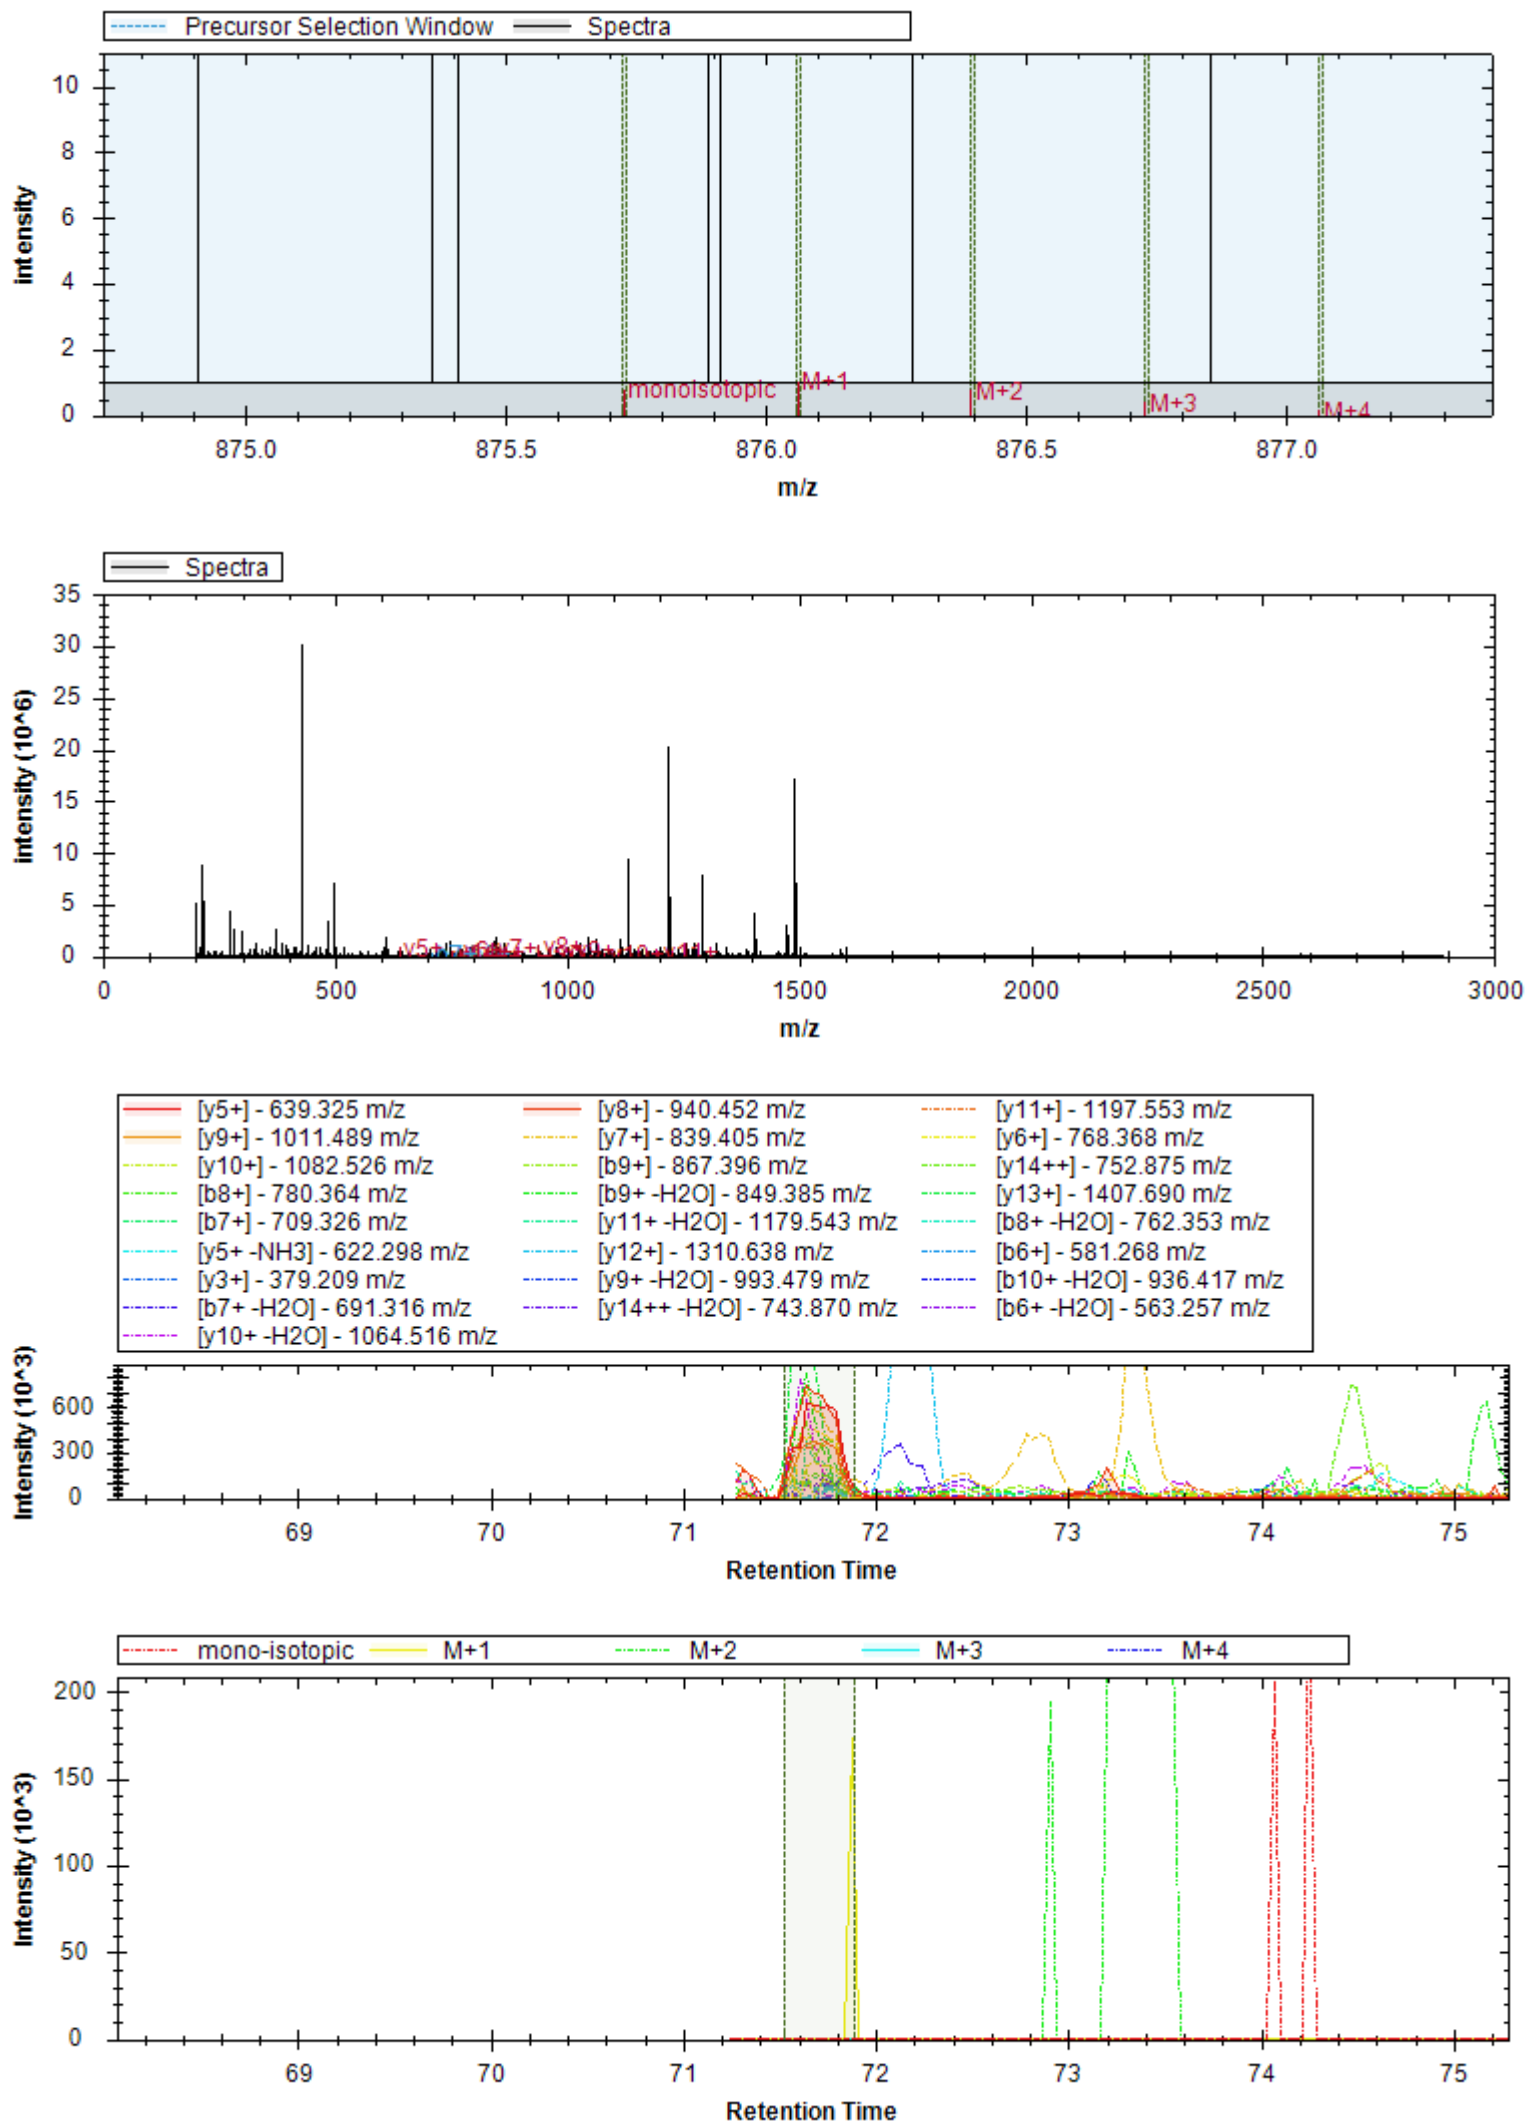 Precursor Selection Window Spectra
10
8
6
4
2
0
intensity
monoisotopic M+1 M+2 M+3 M+4
875.0 875.5 876.0 876.5 877.0
m/z
Spectra
35
30
25
20
15
10
5
0
intensity (10^6)
y5+ y7+ y8+
0 500 1000 1500 2000 2500 3000
m/z
[y5+] - 639.325 m/z [y8+] - 940.452 m/z [y11+] - 1197.553 m/z
[y9+] - 1011.489 m/z [y7+] - 839.405 m/z [y6+] - 768.368 m/z
[y10+] - 1082.526 m/z [b9+] - 867.396 m/z [y14++] - 752.875 m/z
[b8+] - 780.364 m/z [b9+ -H2O] - 849.385 m/z [y13+] - 1407.690 m/z
[b7+] - 709.326 m/z [y11+ -H2O] - 1179.543 m/z [b8+ -H2O] - 762.353 m/z
[y5+ -NH3] - 622.298 m/z [y12+] - 1310.638 m/z [b6+] - 581.268 m/z
[y3+] - 379.209 m/z [y9+ -H2O] - 993.479 m/z [b10+ -H2O] - 936.417 m/z
[b7+ -H2O] - 691.316 m/z [y14++ -H2O] - 743.870 m/z [b6+ -H2O] - 563.257 m/z
[y10+ -H2O] - 1064.516 m/z
600
300
0
Intensity (10^3)
69 70 71 72 73 74 75
Retention Time
mono-isotopic M+1 M+2 M+3 M+4
200
150
100
50
0
Intensity (10^3)
69 70 71 72 73 74 75
Retention Time